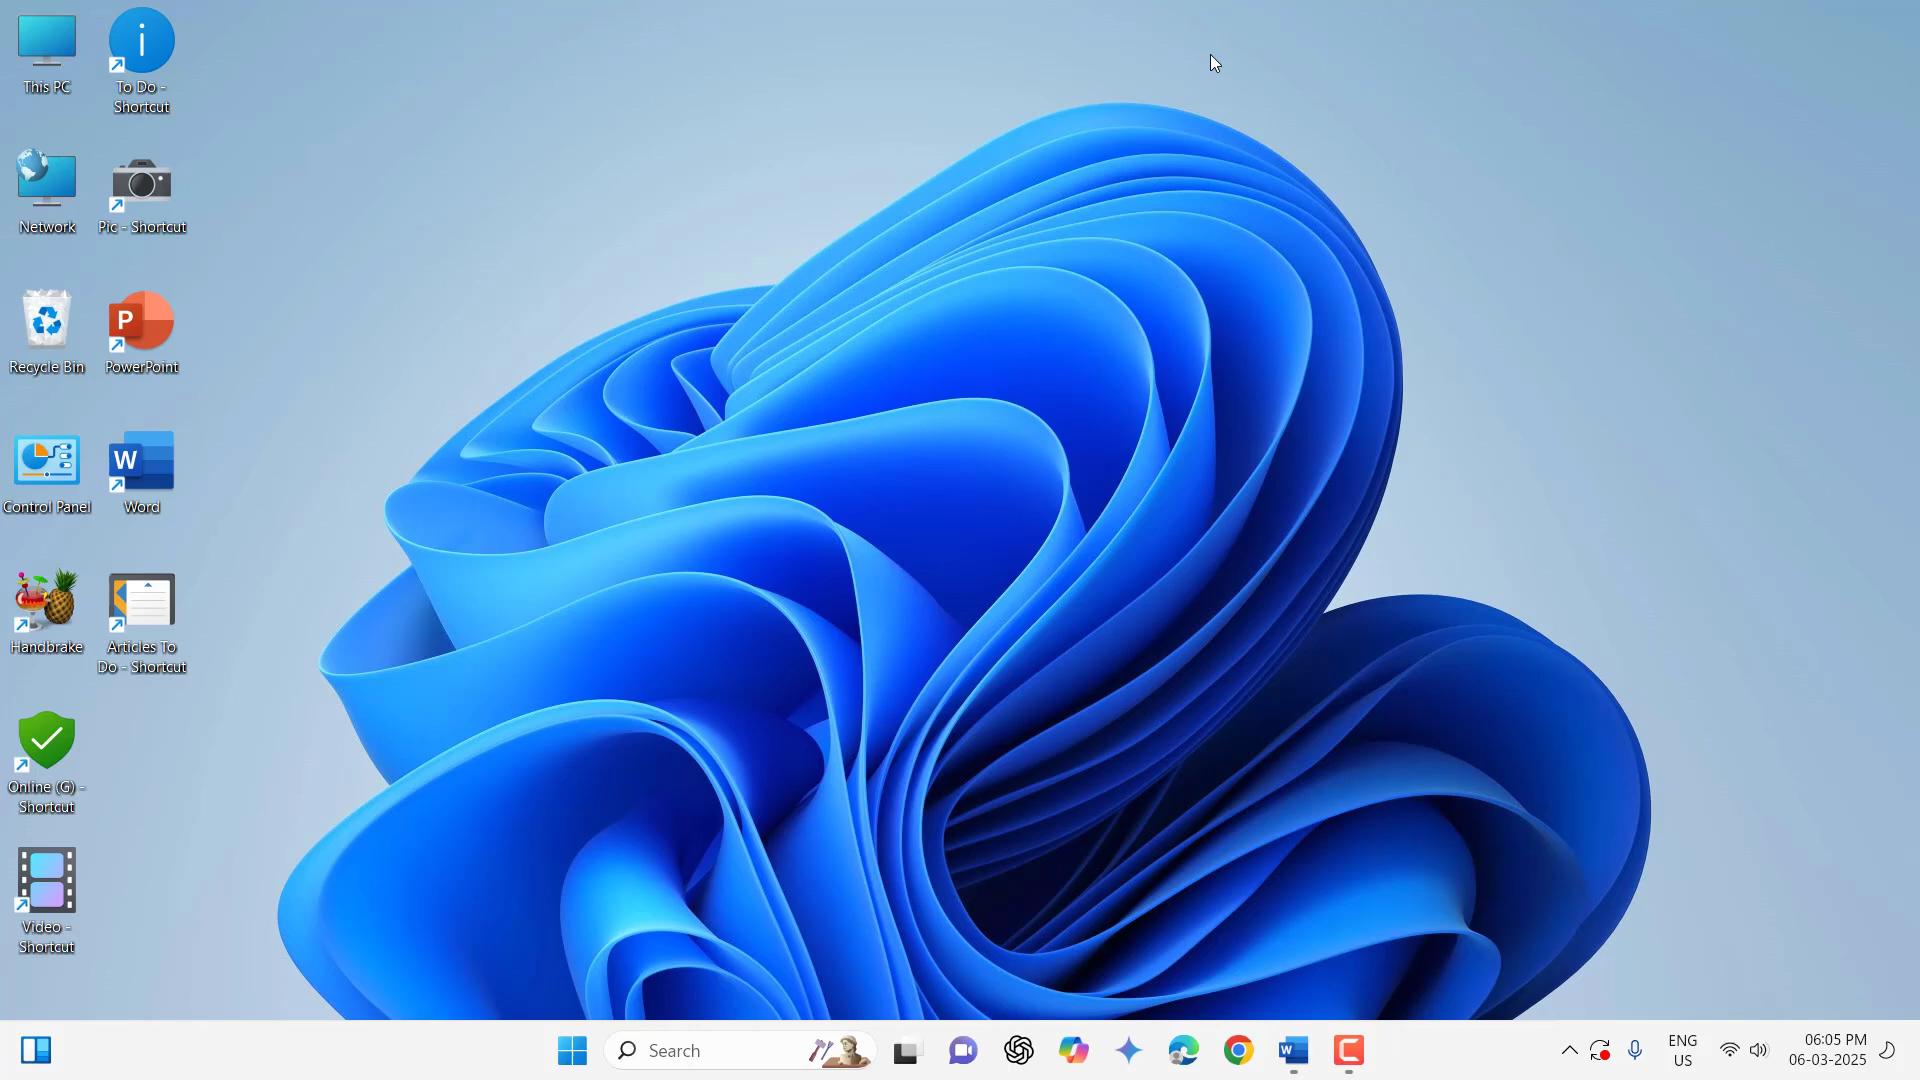 This PC
To Do -
Shortcut
Network
Pic - Shortcut
Recycle Bin
P
PowerPoint
Control Panel
W
Word
Handbrake
Articles To
Do - Shortcut
Online (G) -
Shortcut
Video -
Shortcut
Search
W
ENG
US
06:05 PM
06-03-2025